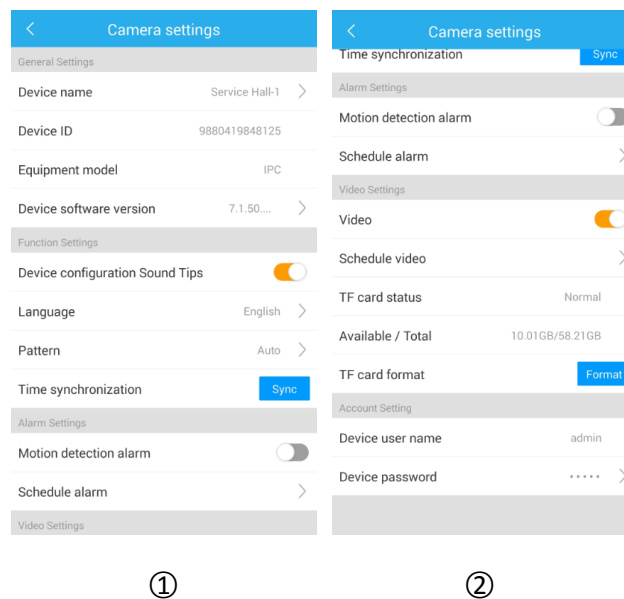 Camera settings
General Settings
Device name Service Hall-1
Device ID 9880419848125
Equipment model IPC
Device software version 7.1.50....
Function Settings
Device configuration Sound Tips
Language English
Pattern Auto
Time synchronization Sync
Alarm Settings
Motion detection alarm
Schedule alarm
Video Settings
①
Camera settings
Time synchronization Sync
Alarm Settings
Motion detection alarm
Schedule alarm
Video Settings
Video
Schedule video
TF card status Normal
Available / Total 10.01GB/58.21GB
TF card format Format
Account Setting
Device user name admin
Device password •••••
②